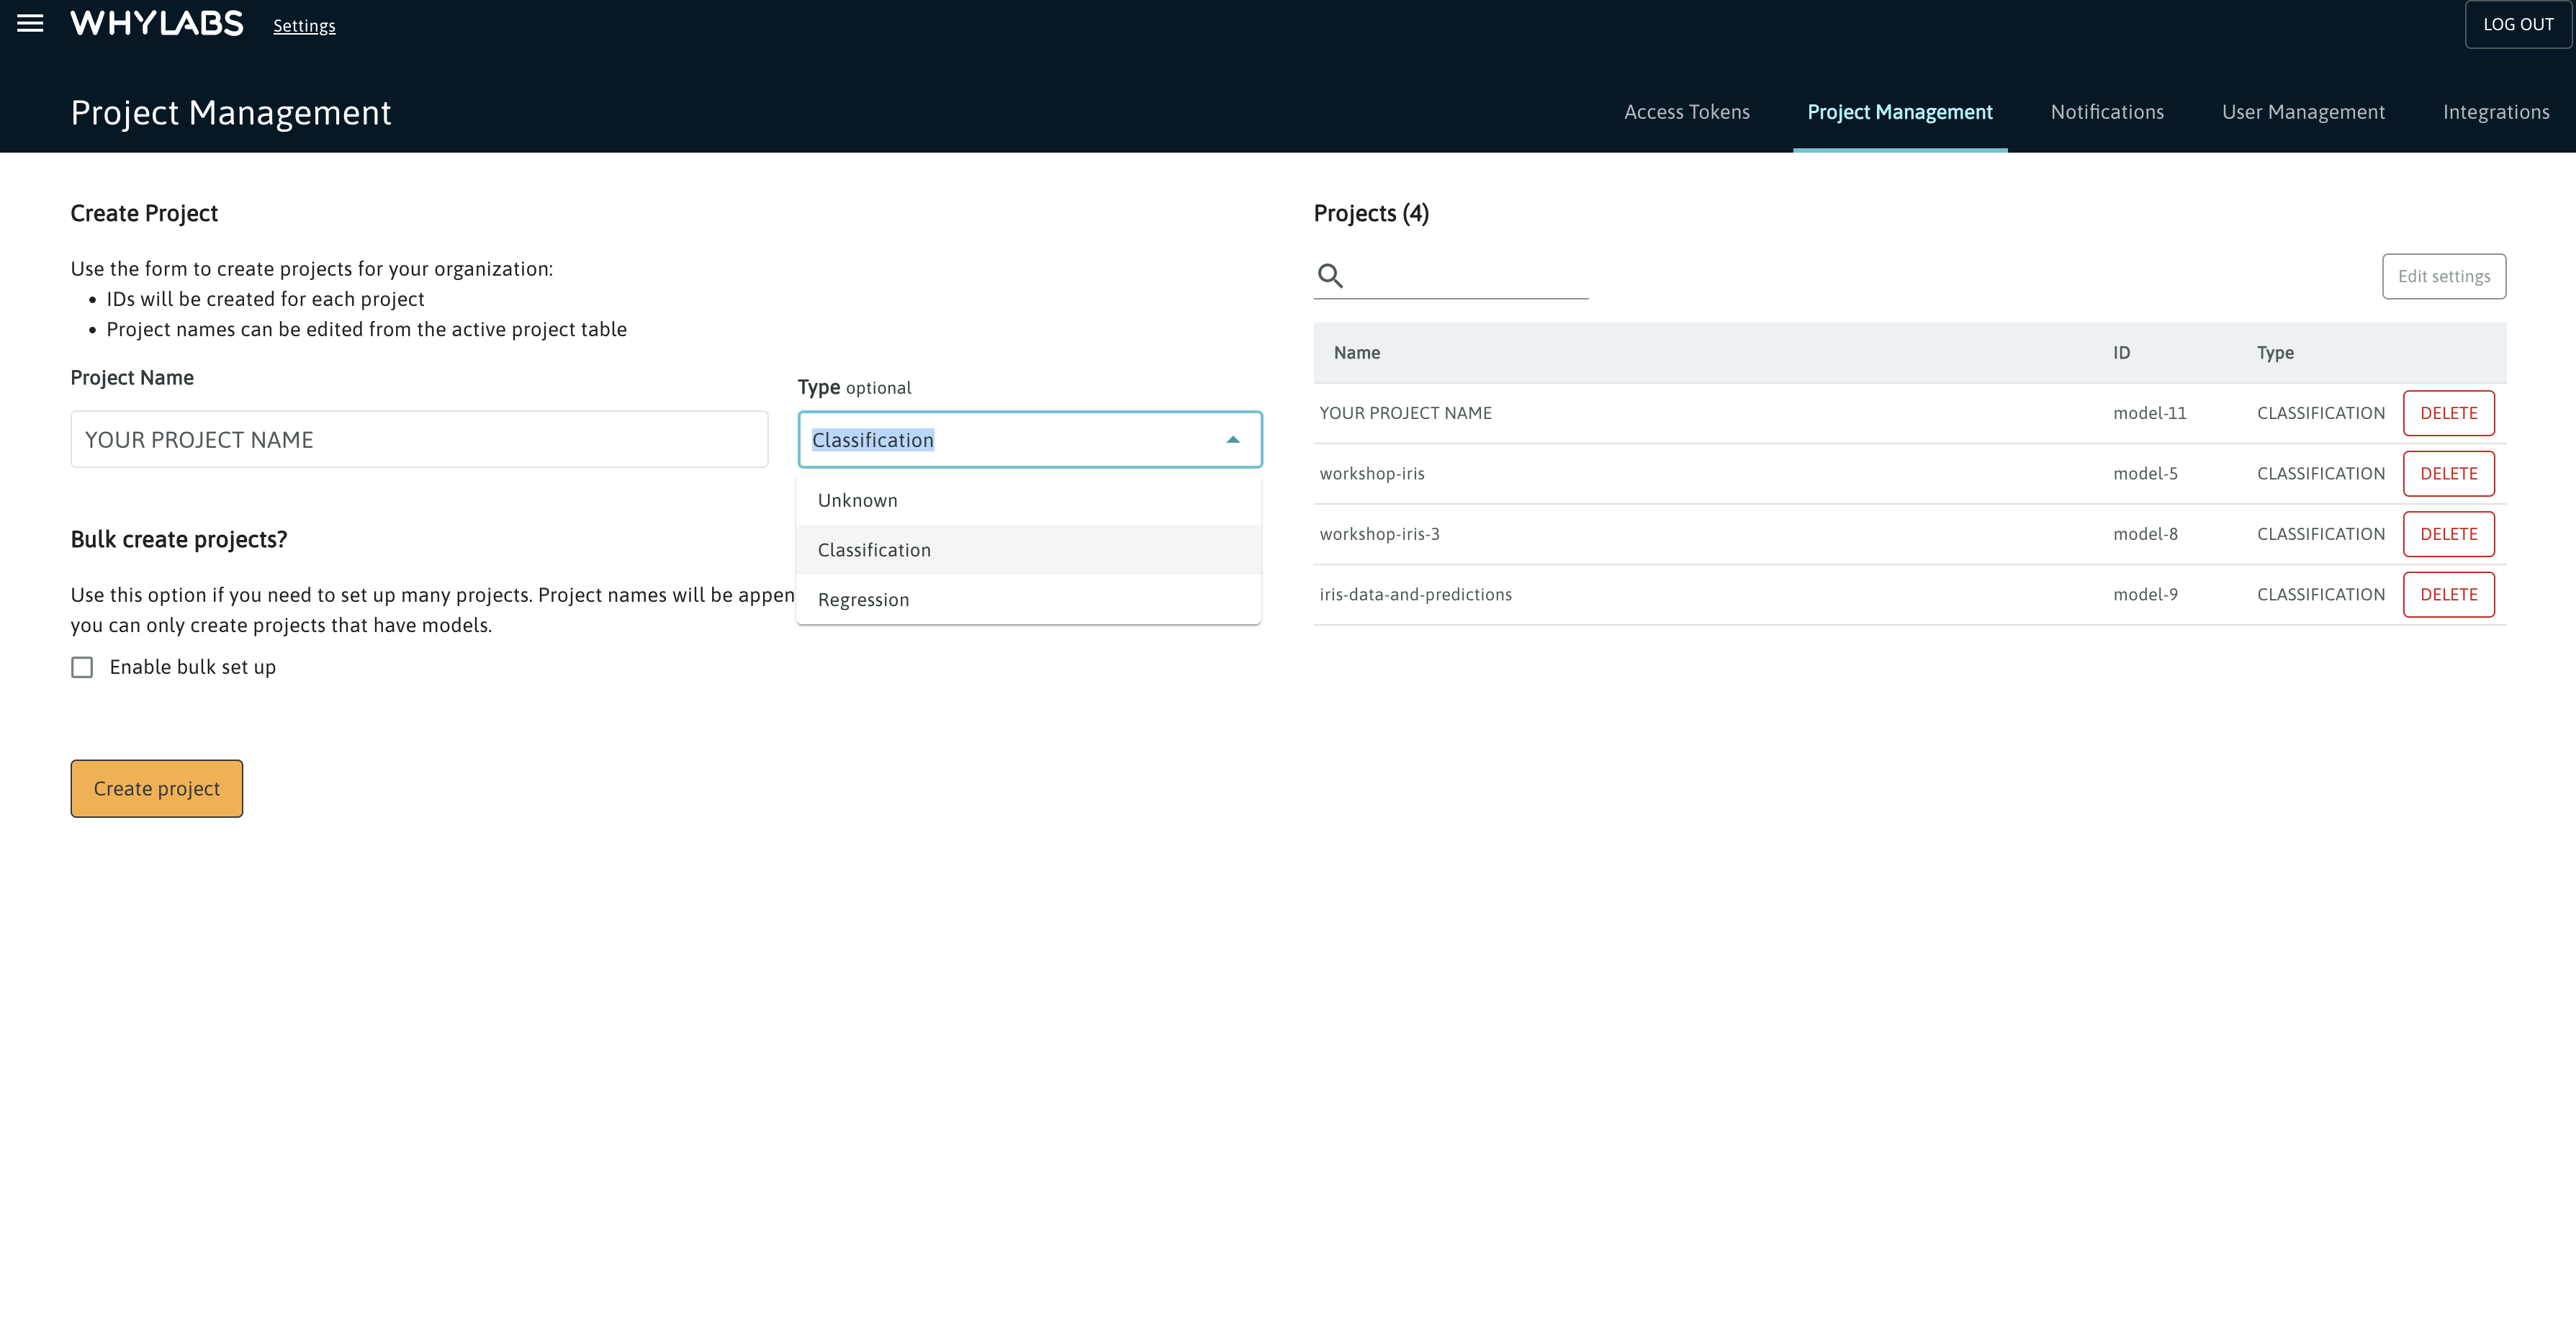 WHYLABS
Settings
LOG OUT
Project Management
Access Tokens
Project Management
Notifications
User Management
Integrations
Create Project
Use the form to create projects for your organization:
IDs will be created for each project
Project names can be edited from the active project table
Project Name
YOUR PROJECT NAME
Type optional
Classification
Unknown
Classification
Regression
Bulk create projects?
Use this option if you need to set up many projects. Project names will be appen
you can only create projects that have models.
Enable bulk set up
Create project
Projects (4)
Edit settings
Name ID Type
YOUR PROJECT NAME model-11 CLASSIFICATION DELETE
workshop-iris model-5 CLASSIFICATION DELETE
workshop-iris-3 model-8 CLASSIFICATION DELETE
iris-data-and-predictions model-9 CLASSIFICATION DELETE